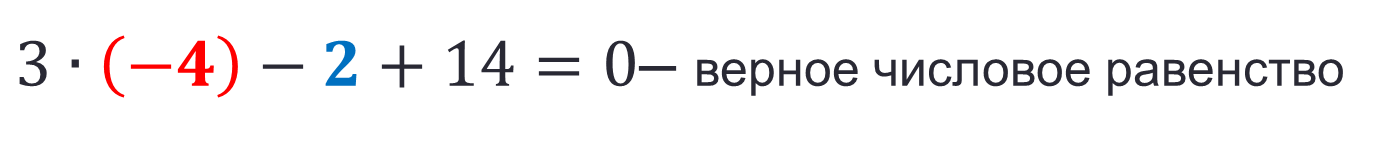 3 · (−4) − 2 + 14 = 0− верное числовое равенство